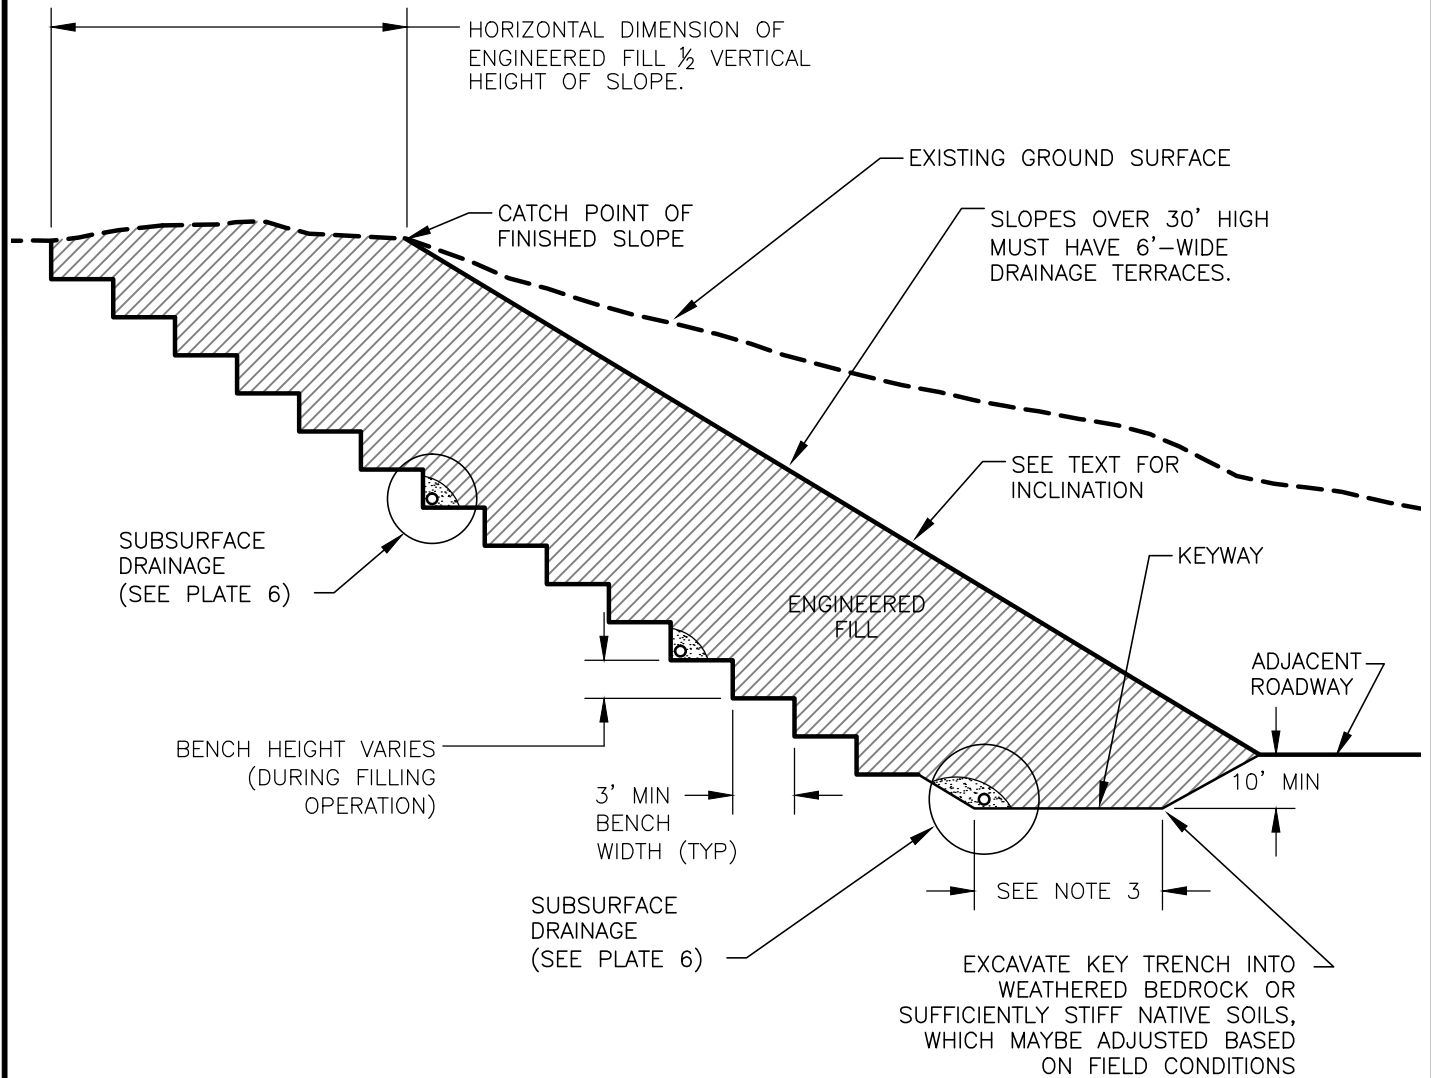 HORIZONTAL DIMENSION OF
ENGINEERED FILL ½ VERTICAL
HEIGHT OF SLOPE.
EXISTING GROUND SURFACE
CATCH POINT OF
FINISHED SLOPE
SLOPES OVER 30' HIGH
MUST HAVE 6'-WIDE
DRAINAGE TERRACES.
SEE TEXT FOR
INCLINATION
SUBSURFACE
DRAINAGE
(SEE PLATE 6)
KEYWAY
ENGINEERED
FILL
ADJACENT
ROADWAY
BENCH HEIGHT VARIES
(DURING FILLING
OPERATION)
3' MIN
BENCH
WIDTH (TYP)
10' MIN
SEE NOTE 3
SUBSURFACE
DRAINAGE
(SEE PLATE 6)
EXCAVATE KEY TRENCH INTO
WEATHERED BEDROCK OR
SUFFICIENTLY STIFF NATIVE SOILS,
WHICH MAYBE ADJUSTED BASED
ON FIELD CONDITIONS